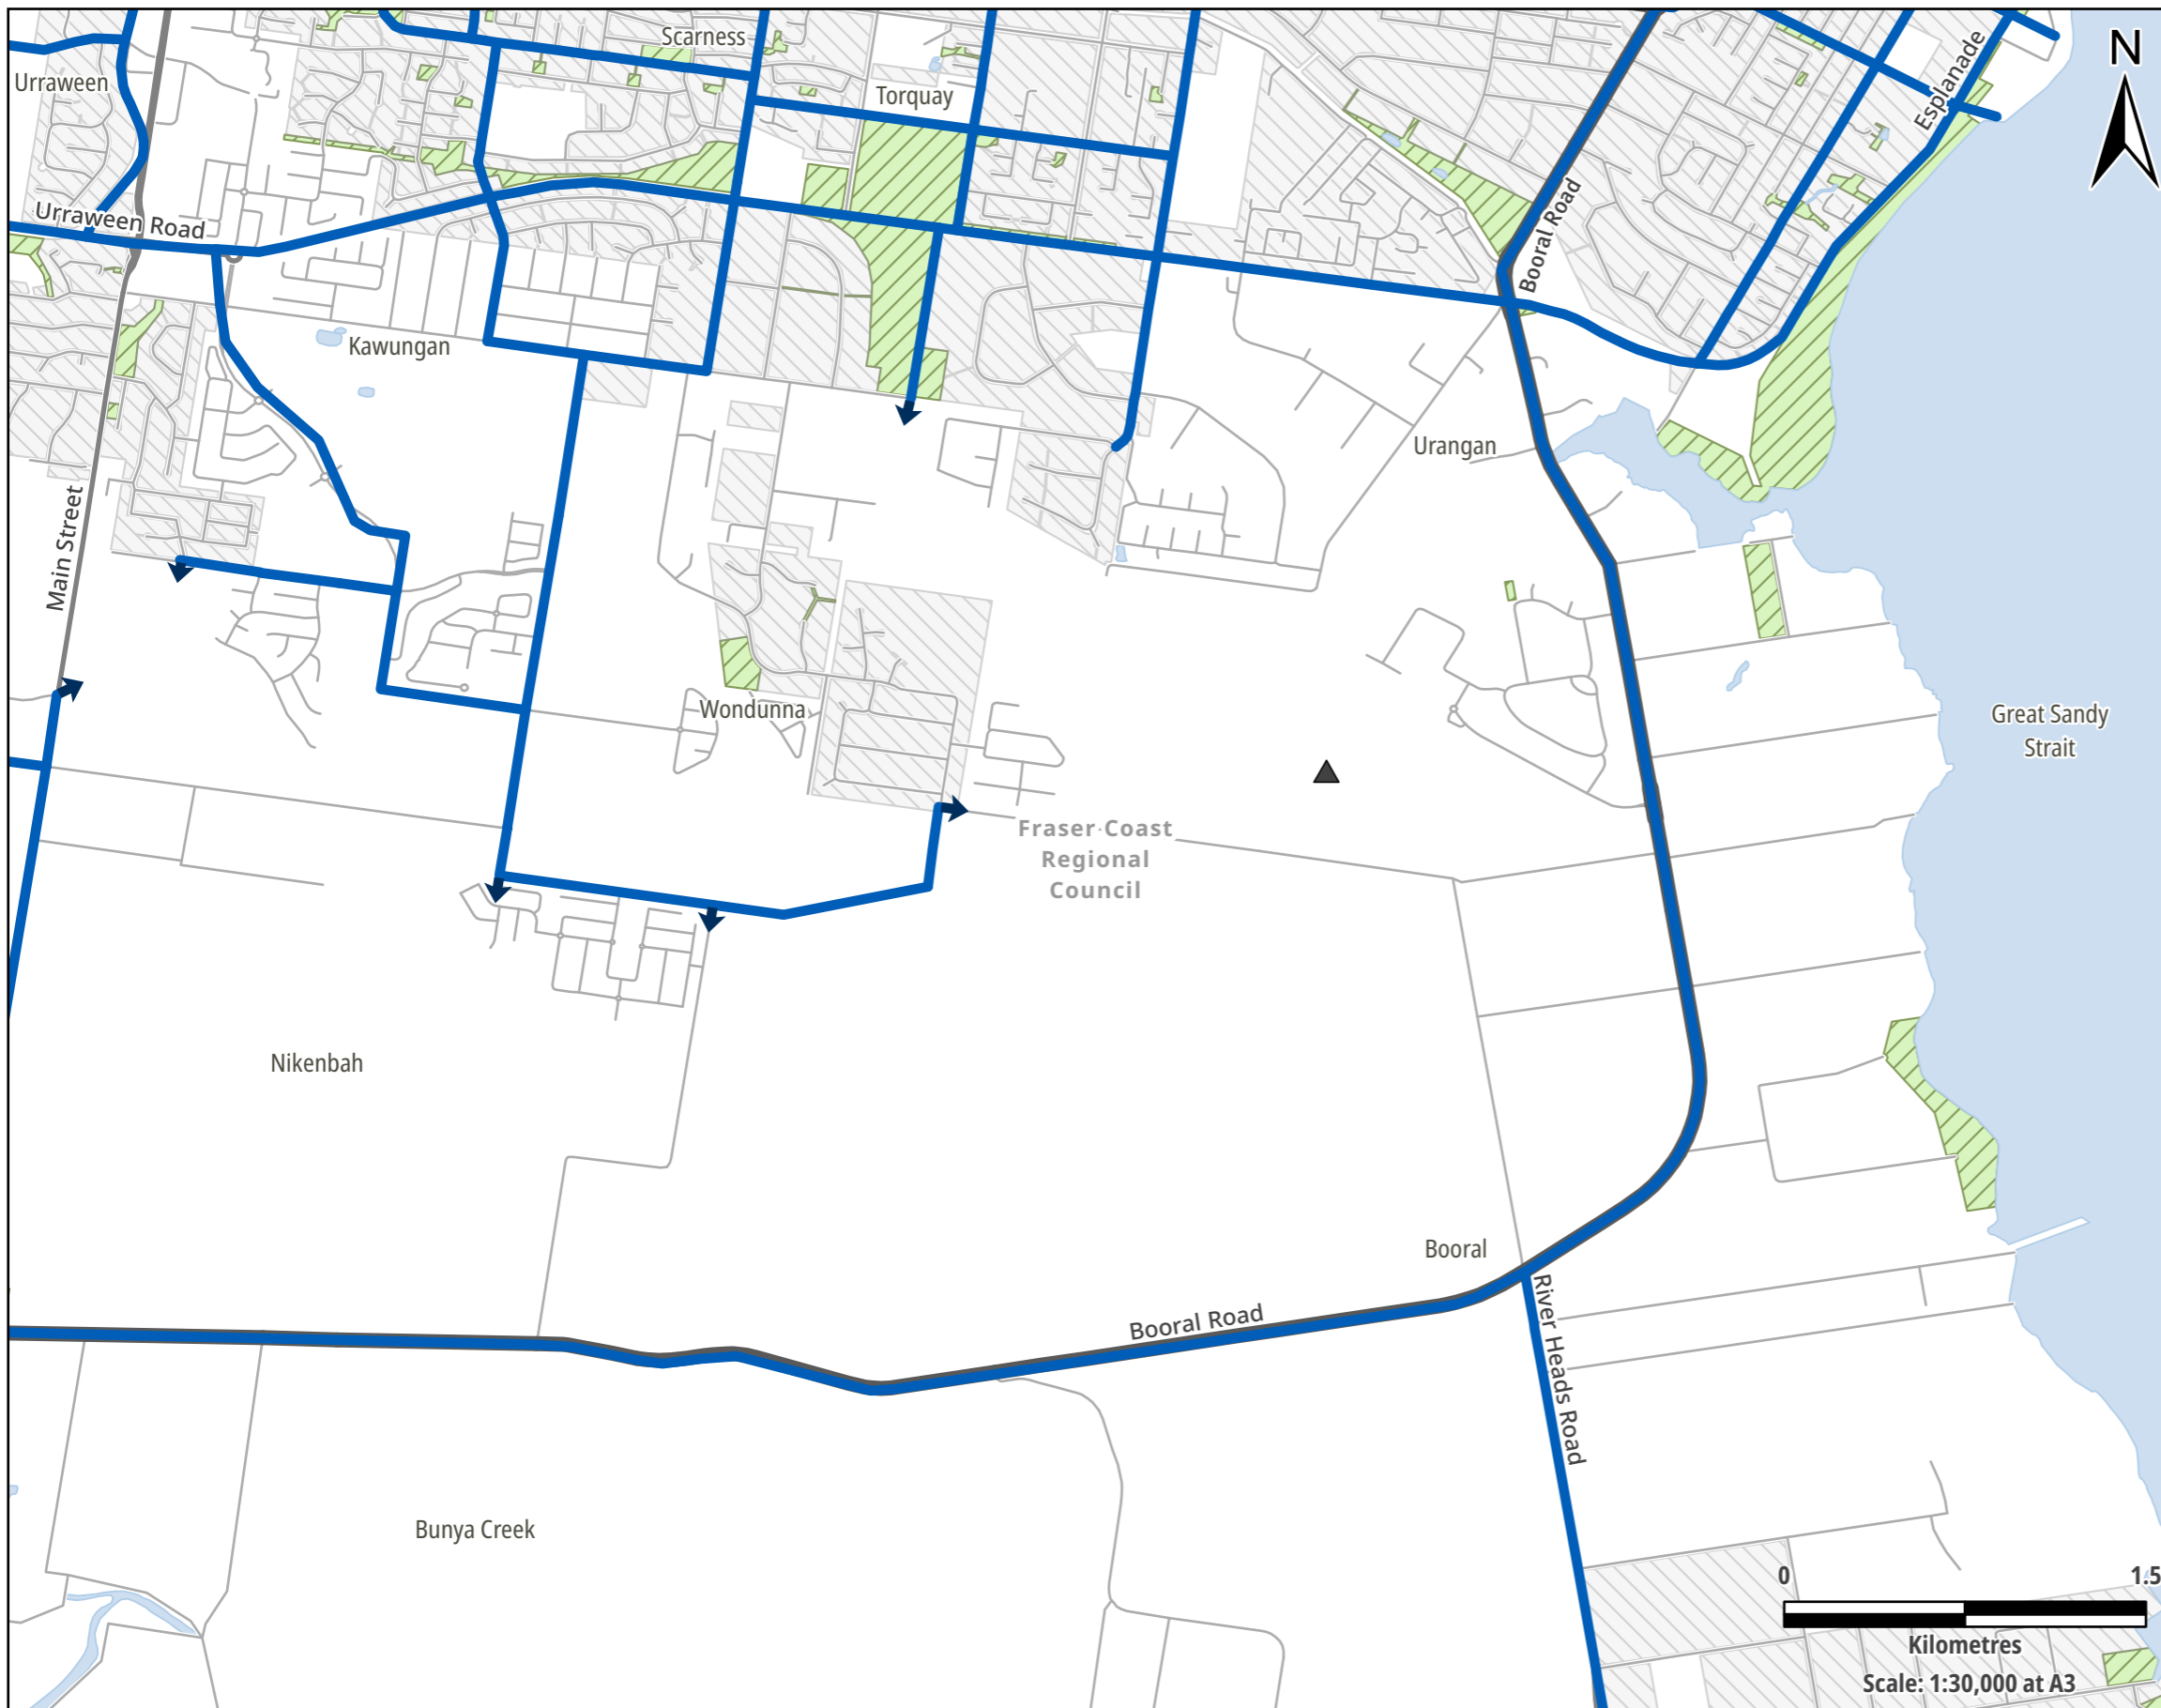 Scarness
N
Urraween
Torquay
Esplanade
Booral Road
Urraween Road
Kawungan
Urangan
Main Street
Wondunna
Great Sandy
Strait
Fraser Coast
Regional
Council
Nikenbah
Booral
Booral Road
River Heads Road
Bunya Creek
0 1.5
Kilometres
Scale: 1:30,000 at A3